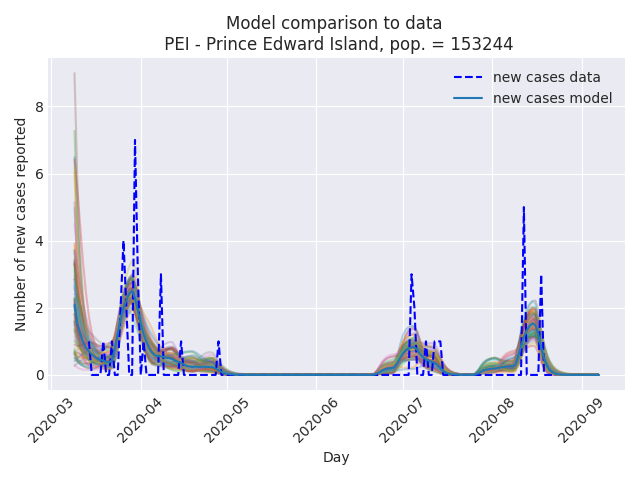 Model comparison to data
PEI - Prince Edward Island, pop. = 153244
new cases data
new cases model
Number of new cases reported
8
6
4
2
0
2020-03
2020-04
2020-05
2020-06
2020-07
2020-08
2020-09
Day